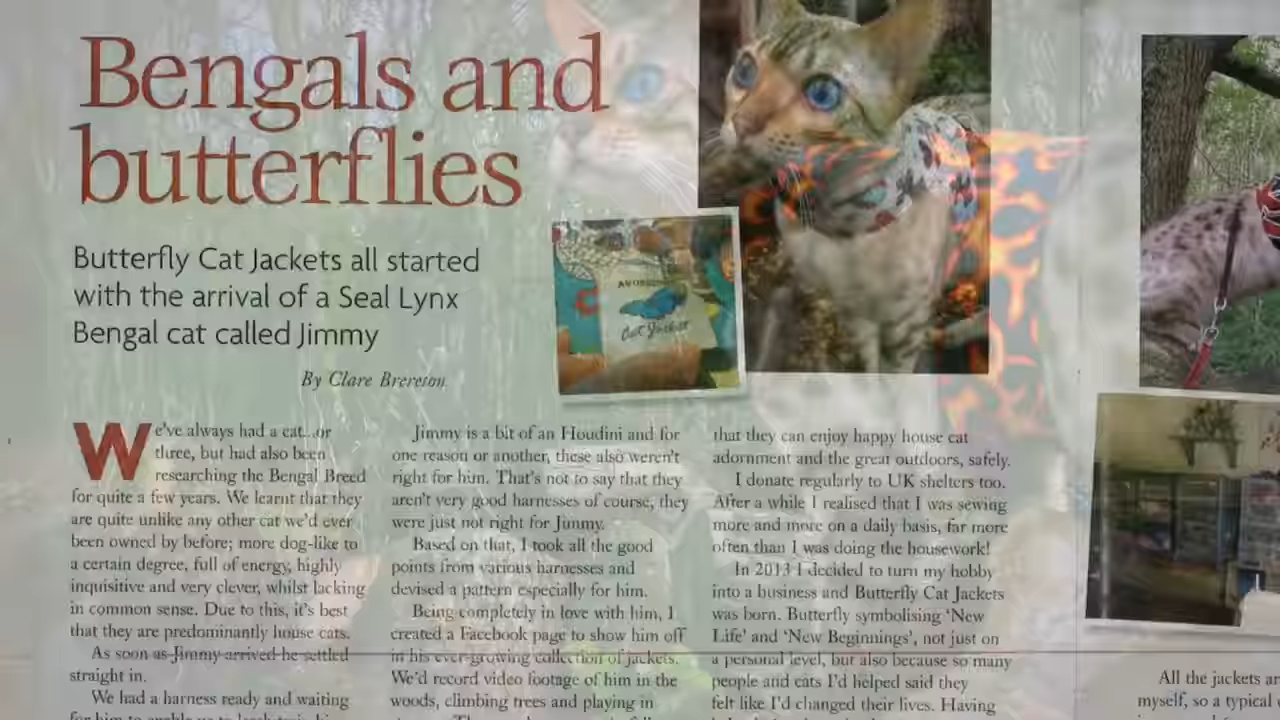 Bengals and
butterflies
Butterfly Cat Jackets all started
with the arrival of a Seal Lynx
Bengal cat called Jimmy
By Clare Brereton
Cat Jacket
We've always had a cat...or
three, but had also been
researching the Bengal Breed
for quite a few years. We learnt that they
are quite unlike any other cat we'd ever
been owned by before; more dog-like to
a certain degree, full of energy, highly
inquisitive and very clever, whilst lacking
in common sense. Due to this, it's best
that they are predominantly house cats.
As soon as Jimmy arrived he settled
straight in.
We had a harness ready and waiting
for him to enable us to
Jimmy is a bit of an Houdini and for
one reason or another, these also weren't
right for him. That's not to say that they
aren't very good harnesses of course, they
were just not right for Jimmy.
Based on that, I took all the good
points from various harnesses and
devised a pattern especially for him.
Being completely in love with him, I
created a Facebook page to show him off
in his ever-growing collection of jackets.
We'd record video footage of him in the
woods, climbing trees and playing in
that they can enjoy happy house cat
adornment and the great outdoors, safely.
I donate regularly to UK shelters too.
After a while I realised that I was sewing
more and more on a daily basis, far more
often than I was doing the housework!
In 2013 I decided to turn my hobby
into a business and Butterfly Cat Jackets
was born. Butterfly symbolising 'New
Life' and 'New Beginnings', not just on
a personal level, but also because so many
people and cats I'd helped said they
felt like I'd changed their lives. Having
All the jackets ar
myself, so a typical